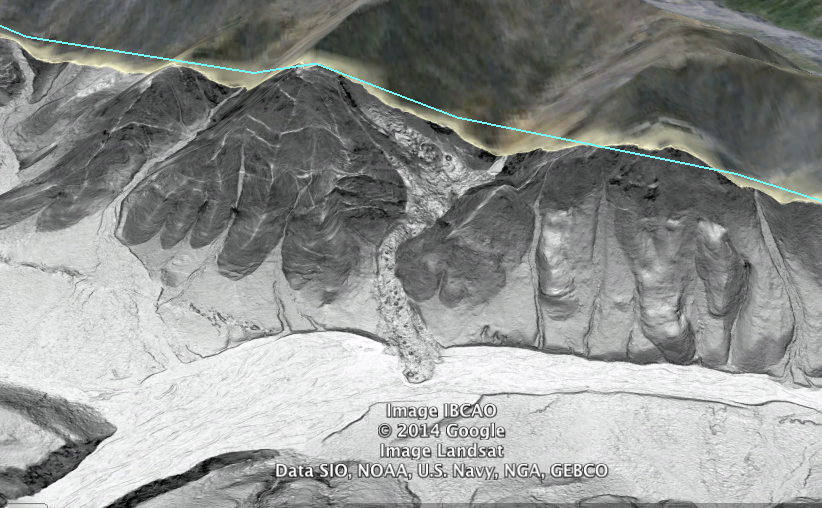 Image IBCAO
© 2014 Google
Image Landsat
Data SIO, NOAA, U.S. Navy, NGA, GEBCO